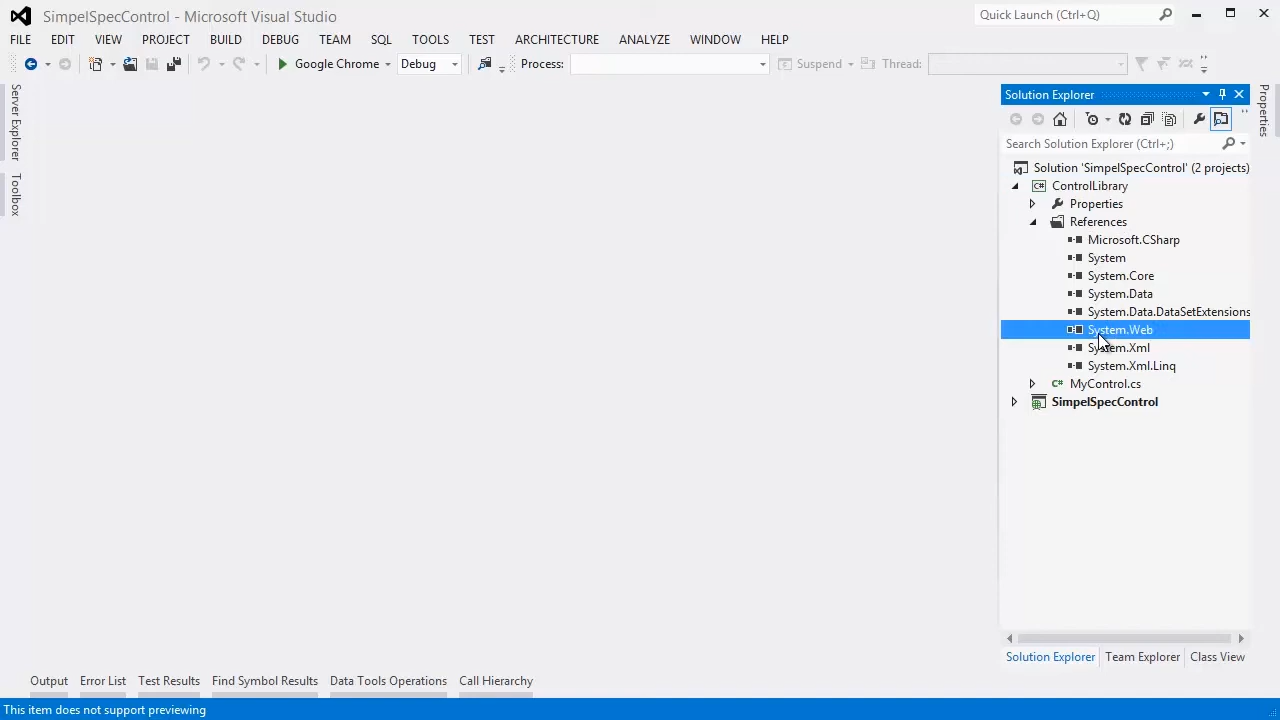 SimpelSpecControl - Microsoft Visual Studio
Quick Launch (Ctrl+Q)
FILE EDIT VIEW PROJECT BUILD DEBUG TEAM SQL TOOLS TEST ARCHITECTURE ANALYZE WINDOW HELP
Google Chrome Debug Process: Suspend Thread:
Server Explorer
Toolbox
Solution Explorer
Properties
Search Solution Explorer (Ctrl+;)
Solution 'SimpelSpecControl' (2 projects)
C# ControlLibrary
Properties
References
Microsoft.CSharp
System
System.Core
System.Data
System.Data.DataSetExtensions
System.Web
System.Xml
System.Xml.Linq
C# MyControl.cs
SimpelSpecControl
Solution Explorer Team Explorer Class View
Output Error List Test Results Find Symbol Results Data Tools Operations Call Hierarchy
This item does not support previewing